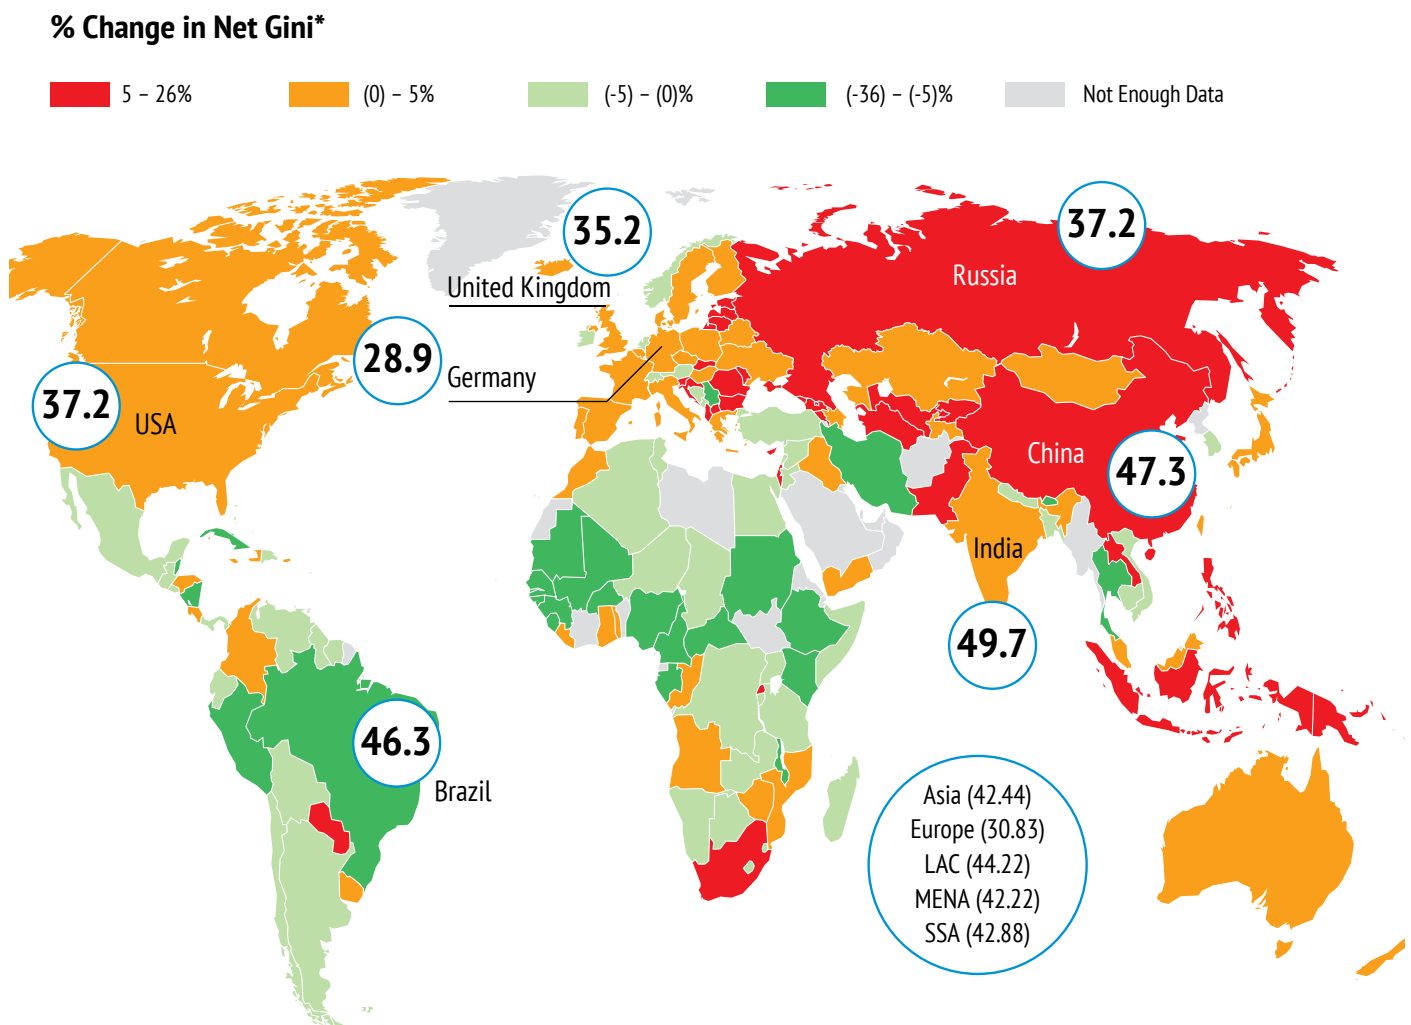 % Change in Net Gini*
5 – 26%
(0) – 5%
(-5) – (0)%
(-36) – (-5)%
Not Enough Data
35.2
37.2
Russia
United Kingdom
28.9
Germany
37.2
USA
China
47.3
India
49.7
46.3
Brazil
Asia (42.44)
Europe (30.83)
LAC (44.22)
MENA (42.22)
SSA (42.88)